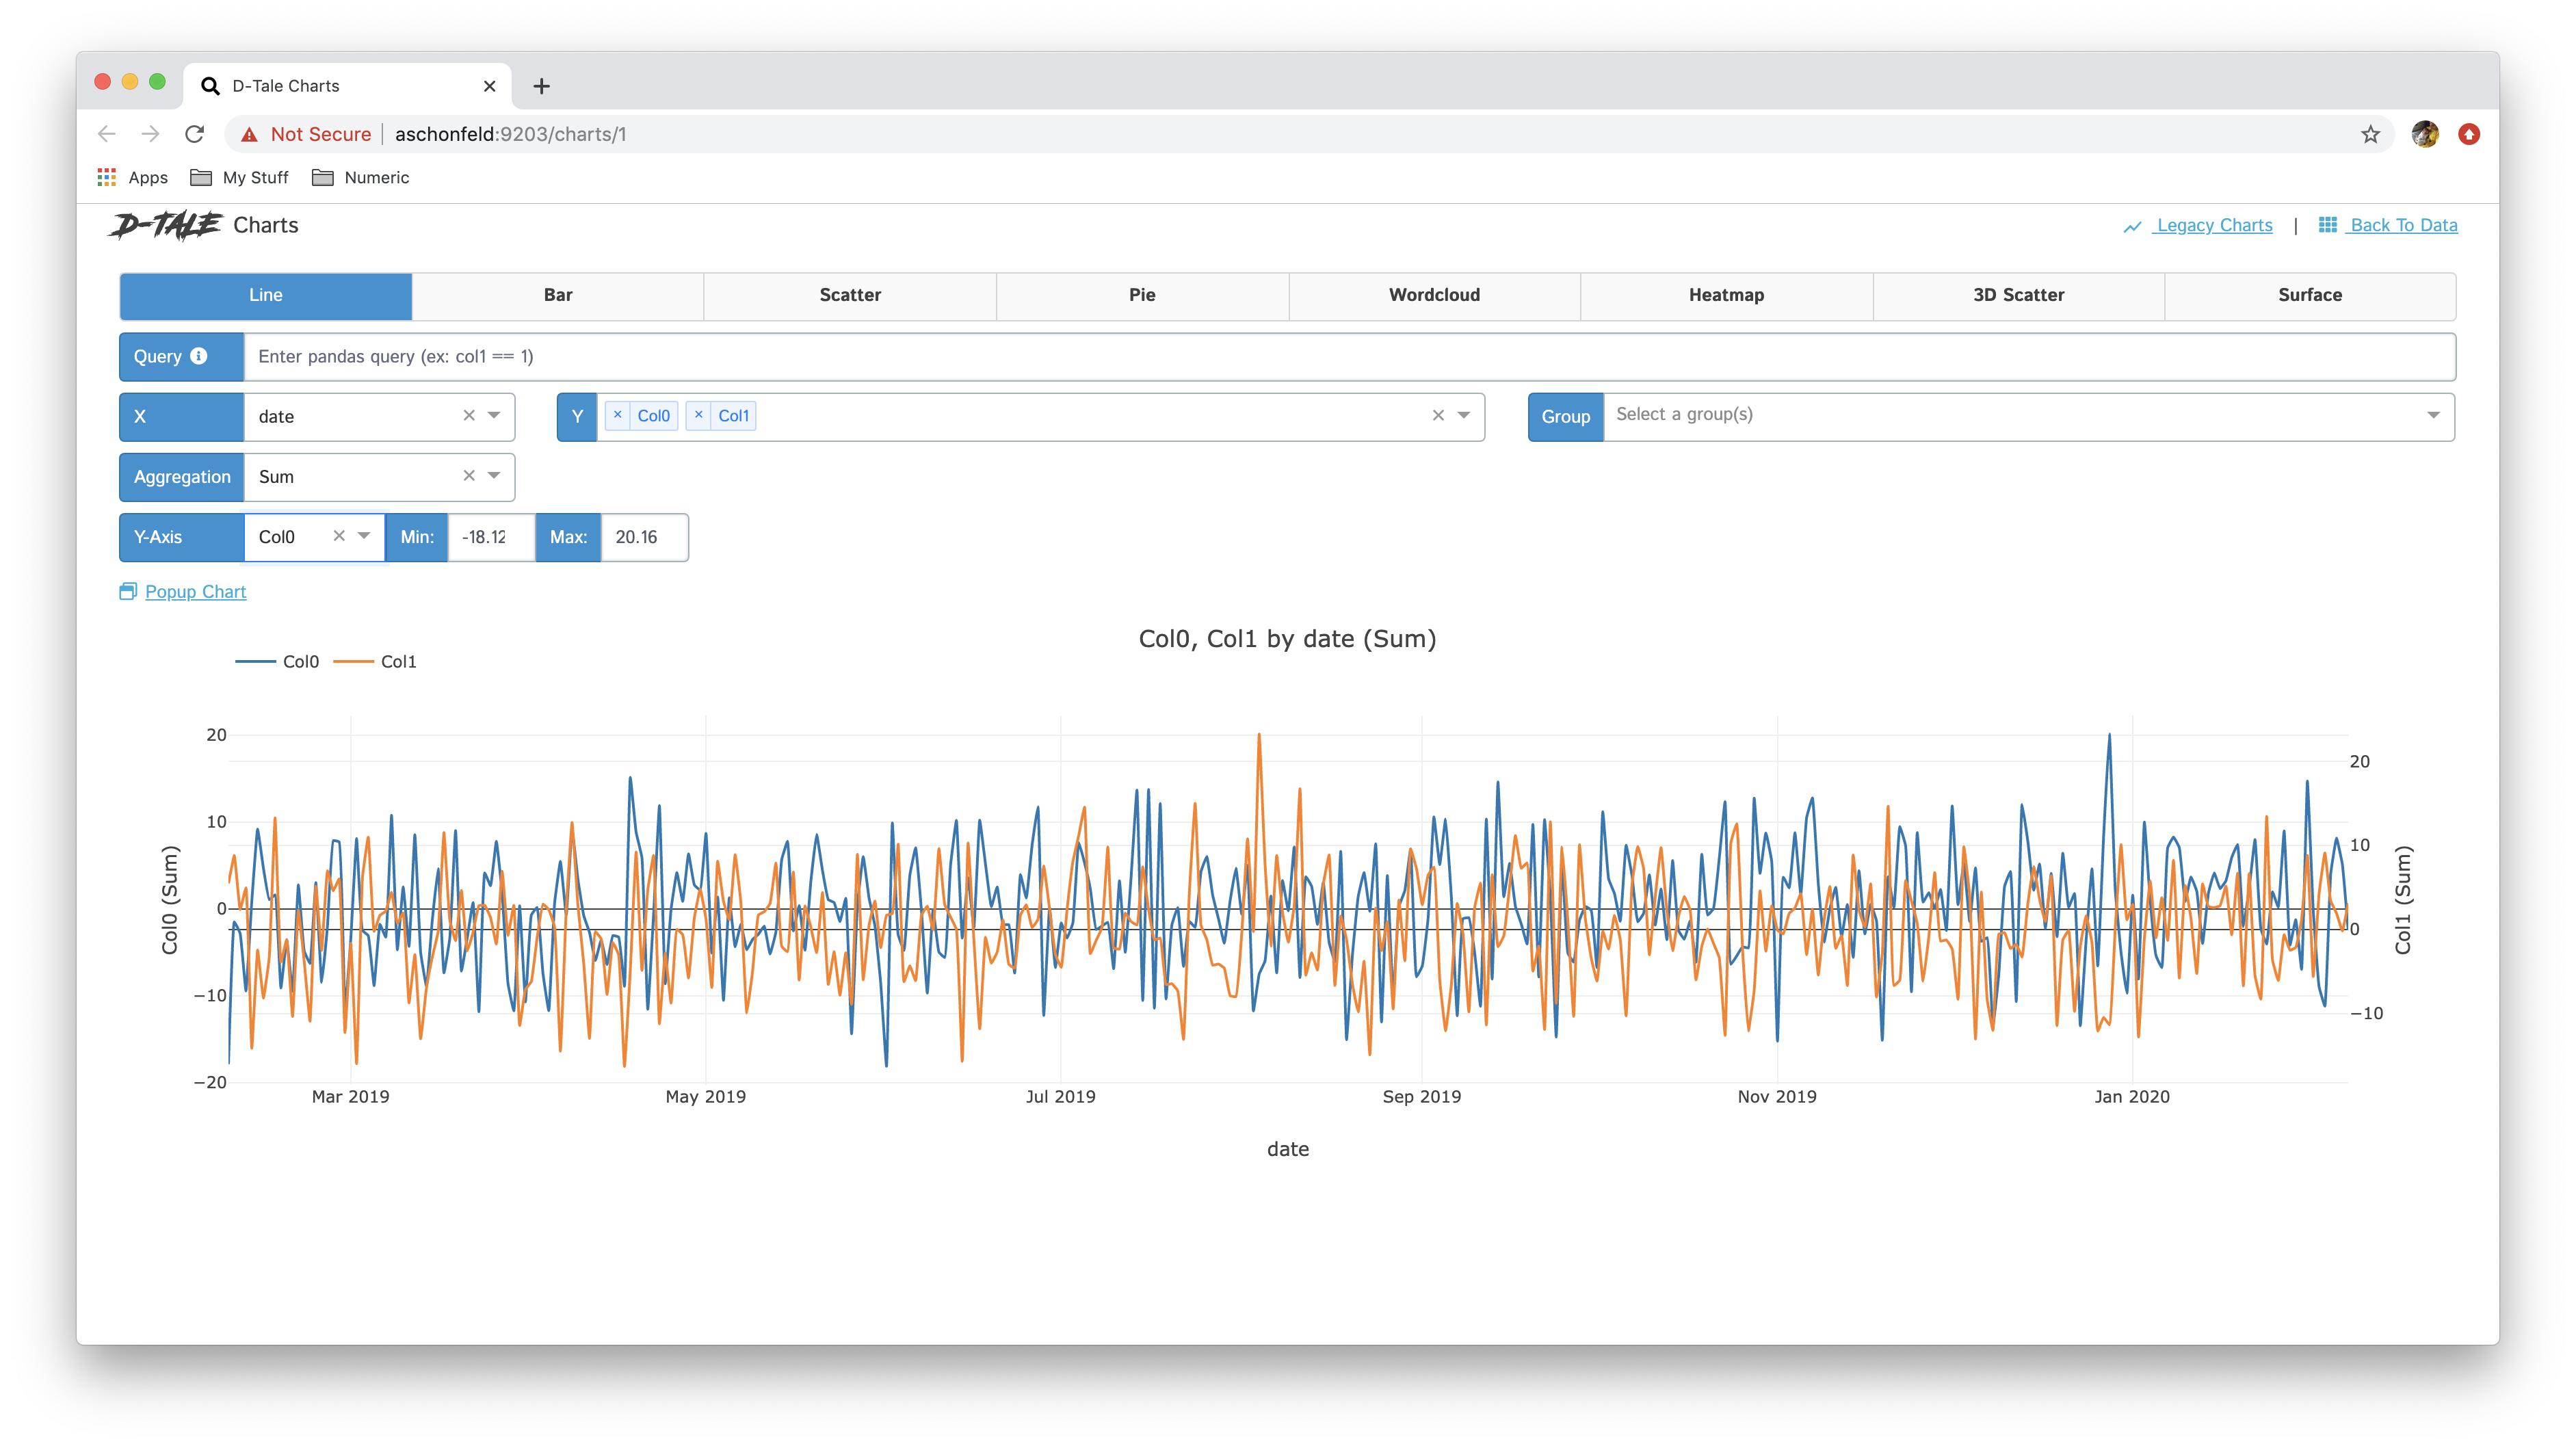 D-Tale Charts
Not Secure aschonfeld:9203/charts/1
Apps My Stuff Numeric
D-TALE Charts Legacy Charts | Back To Data
Line Bar Scatter Pie Wordcloud Heatmap 3D Scatter Surface
Query Enter pandas query (ex: col1 == 1)
X date Y × Col0 × Col1 Group Select a group(s)
Aggregation Sum
Y-Axis Col0 Min: -18.12 Max: 20.16
Popup Chart
Col0, Col1 by date (Sum)
Col0 Col1
20
10
0
−10
−20
Col0 (Sum)
20
10
0
−10
Col1 (Sum)
Mar 2019 May 2019 Jul 2019 Sep 2019 Nov 2019 Jan 2020
date